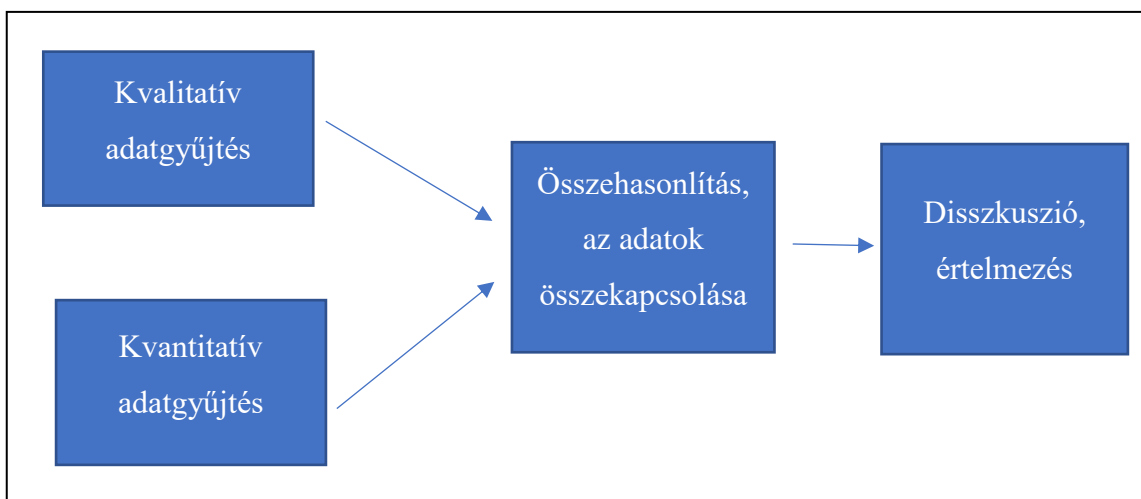 Kvalitatív
adatgyűjtés
Kvantitatív
adatgyűjtés
Összehasonlítás,
az adatok
összekapcsolása
Disszkuszió,
értelmezés